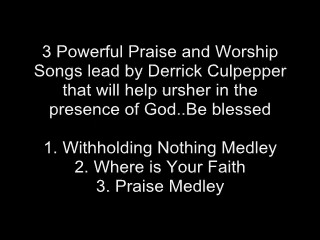 3 Powerful Praise and Worship
Songs lead by Derrick Culpepper
that will help ursher in the
presence of God..Be blessed
1. Withholding Nothing Medley
2. Where is Your Faith
3. Praise Medley